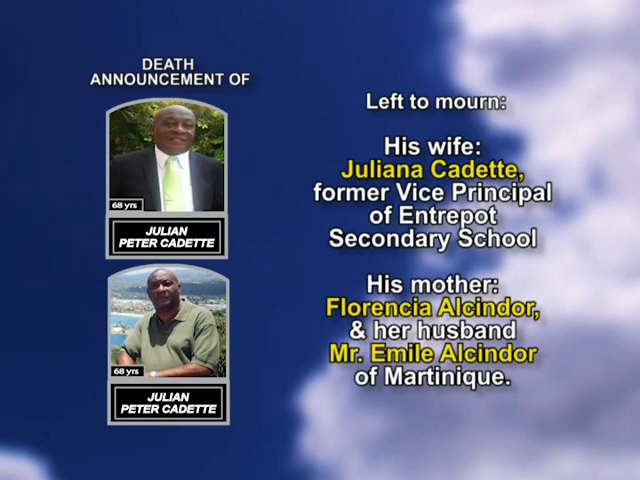 DEATH
ANNOUNCEMENT OF
68 yrs
JULIAN
PETER CADETTE
68 yrs
JULIAN
PETER CADETTE
Left to mourn:
His wife:
Juliana Cadette,
former Vice Principal
of Entrepot
Secondary School
His mother:
Florencia Alcindor,
& her husband
Mr. Emile Alcindor
of Martinique.